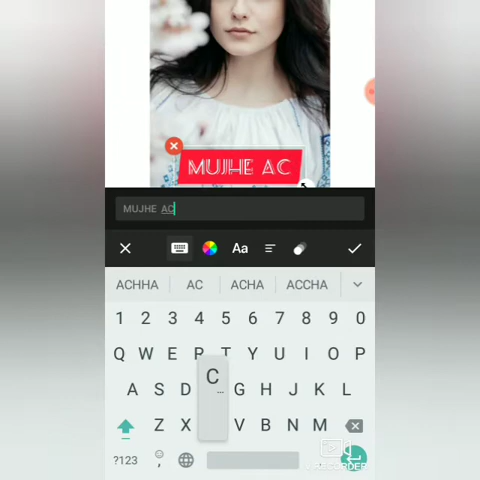 MUJHE AC
MUJHE AC
Aa
ACHHA AC ACHA ACCHA
1 2 3 4 5 6 7 8 9 0
Q W E R T Y U I O P
A S D G H J K L
C
Z X V B N M
?123 ,
V RECORDER